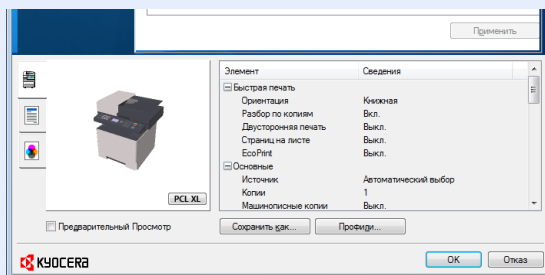 Применить
Элемент Сведения
Быстрая печать
Ориентация Книжная
Разбор по копиям Вкл.
Двусторонняя печать Выкл.
Страниц на листе Выкл.
EcoPrint Выкл.
Основные
Источник Автоматический выбор
Копии 1
Машинописные копии Выкл.
PCL XL
Предварительный Просмотр Сохранить как... Профили...
KYOCERA OK Отказ